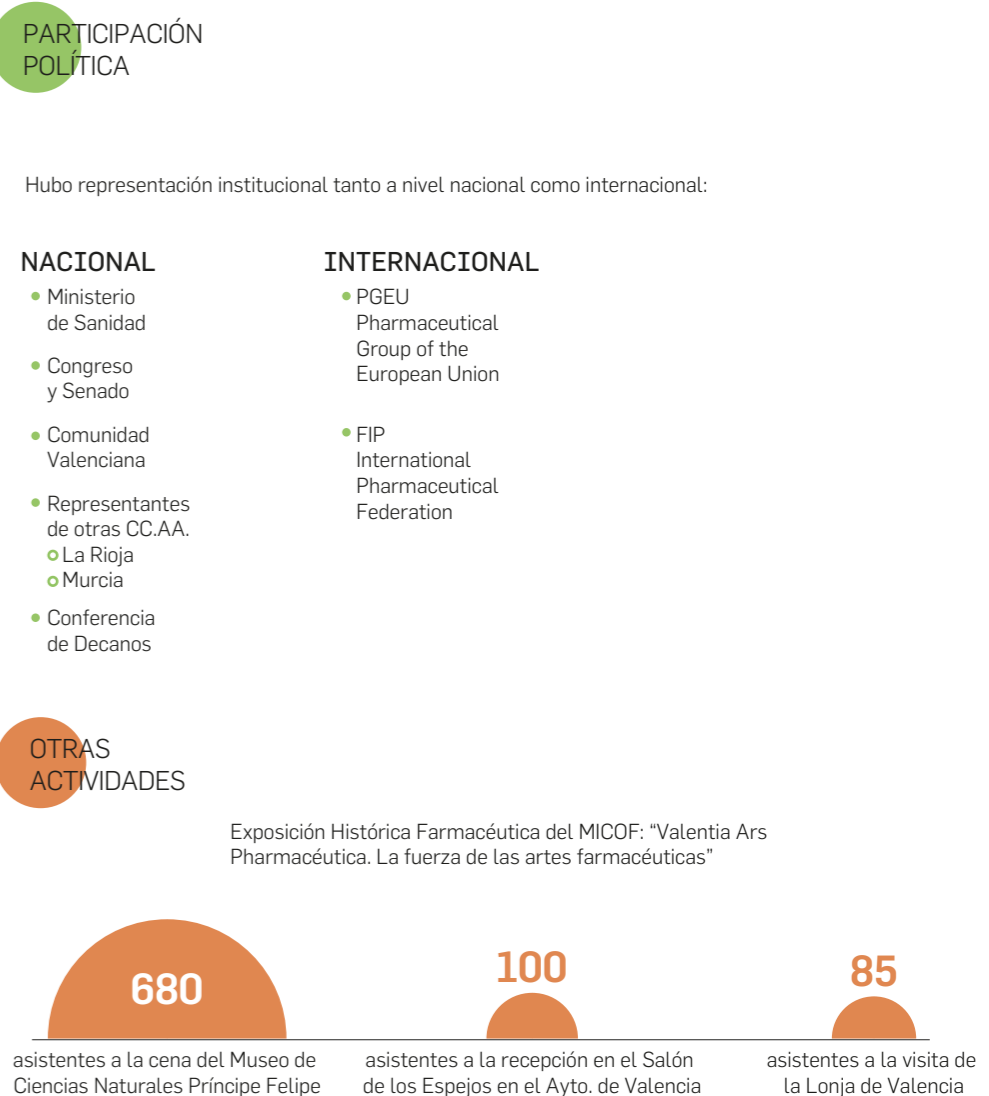 PARTICIPACIÓN
POLÍTICA
Hubo representación institucional tanto a nivel nacional como internacional:
NACIONAL
Ministerio
de Sanidad
Congreso
y Senado
Comunidad
Valenciana
Representantes
de otras CC.AA.
La Rioja
Murcia
Conferencia
de Decanos
INTERNACIONAL
PGEU
Pharmaceutical
Group of the
European Union
FIP
International
Pharmaceutical
Federation
OTRAS
ACTIVIDADES
Exposición Histórica Farmacéutica del MICOF: “Valentia Ars
Pharmacéutica. La fuerza de las artes farmacéuticas”
680
asistentes a la cena del Museo de
Ciencias Naturales Príncipe Felipe
100
asistentes a la recepción en el Salón
de los Espejos en el Ayto. de Valencia
85
asistentes a la visita de
la Lonja de Valencia